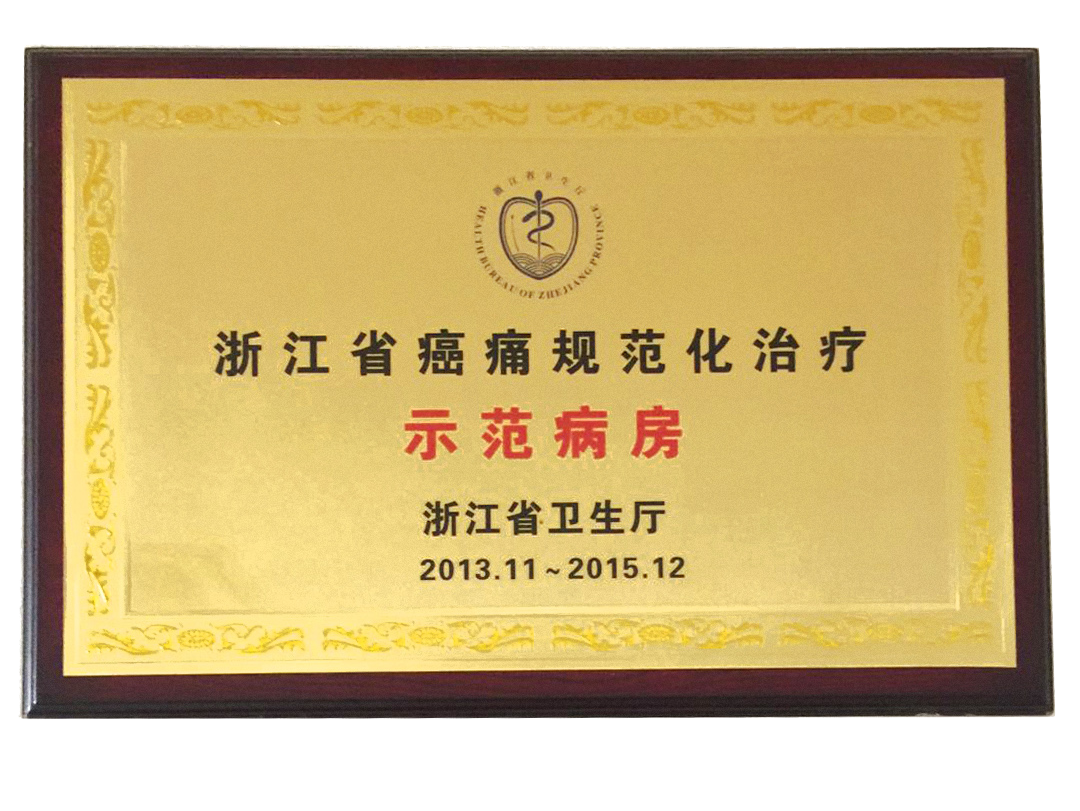 浙江省卫生厅
HEALTH BUREAU OF ZHEJIANG PROVINCE
浙江省癌痛规范化治疗
示范病房
浙江省卫生厅
2013.11~2015.12